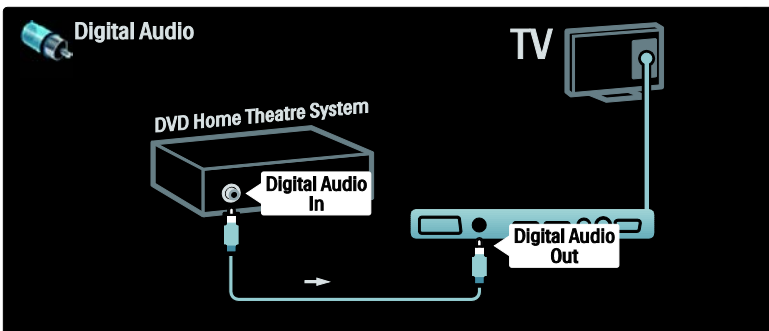 Digital Audio
TV
DVD Home Theatre System
Digital Audio
In
Digital Audio
Out